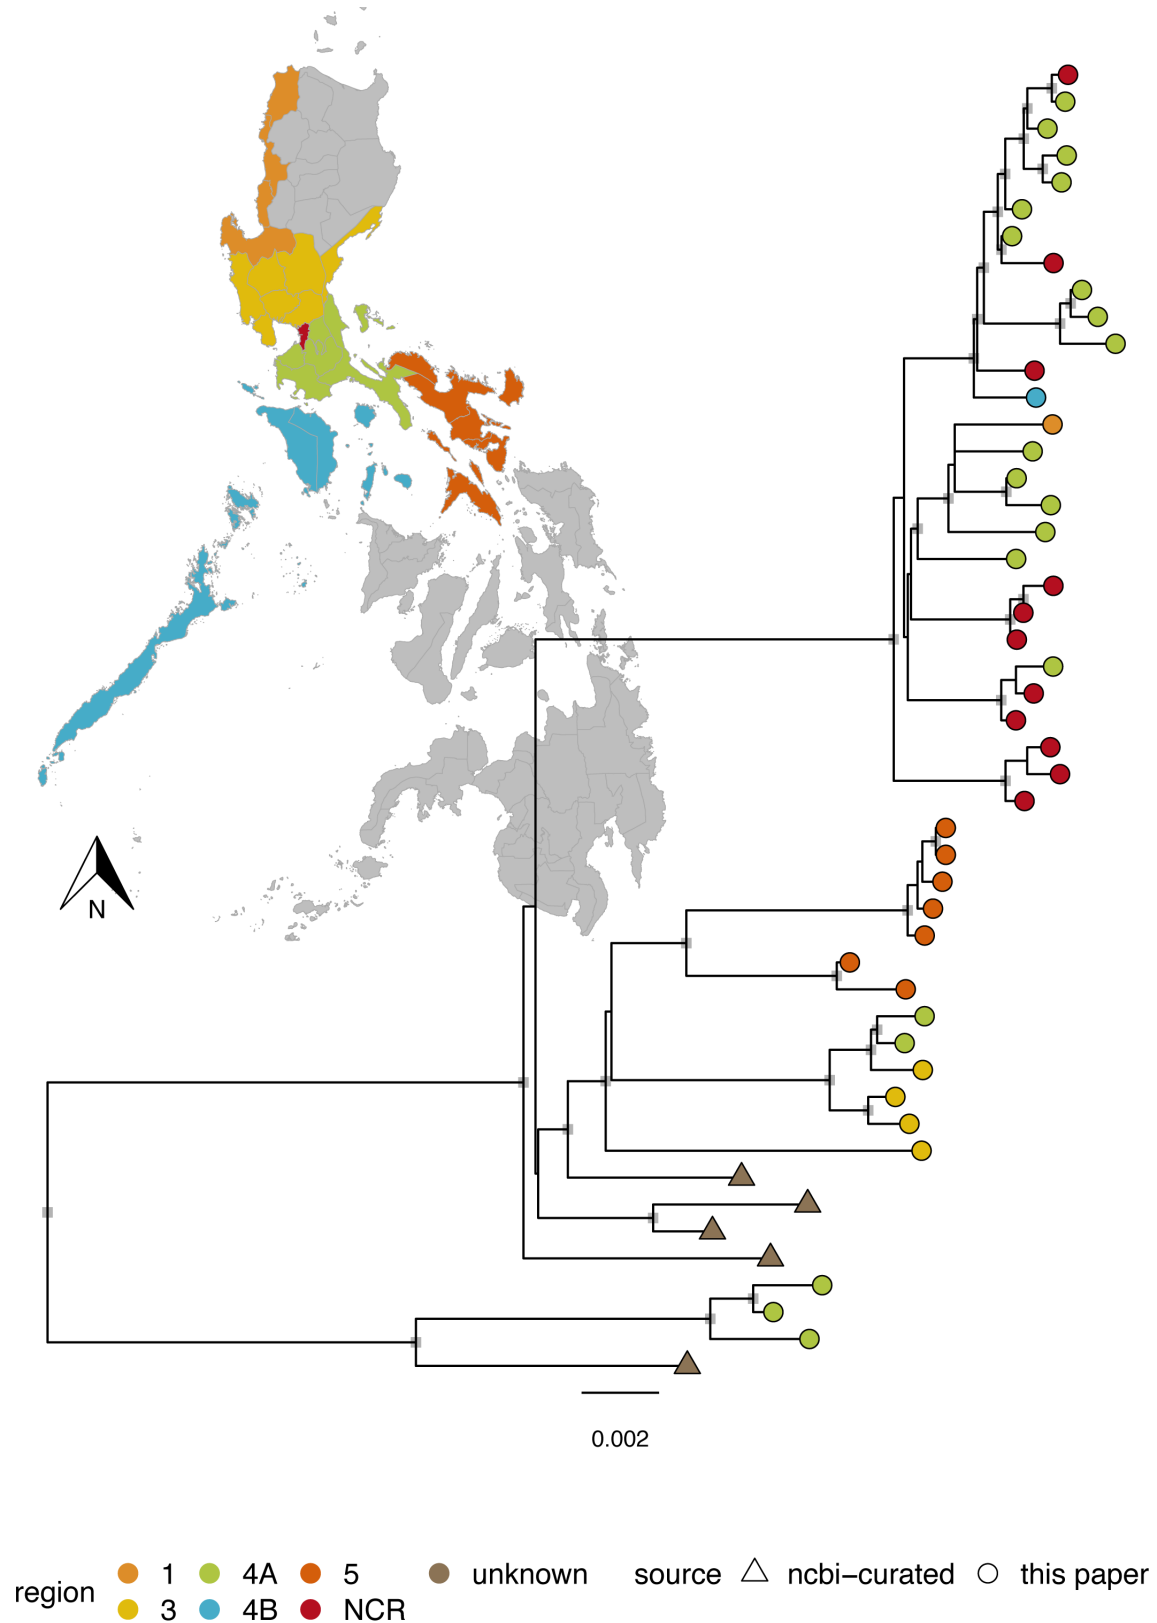 N
0.002
region
1
4A
5
unknown
source
ncbi−curated
this paper
3
4B
NCR